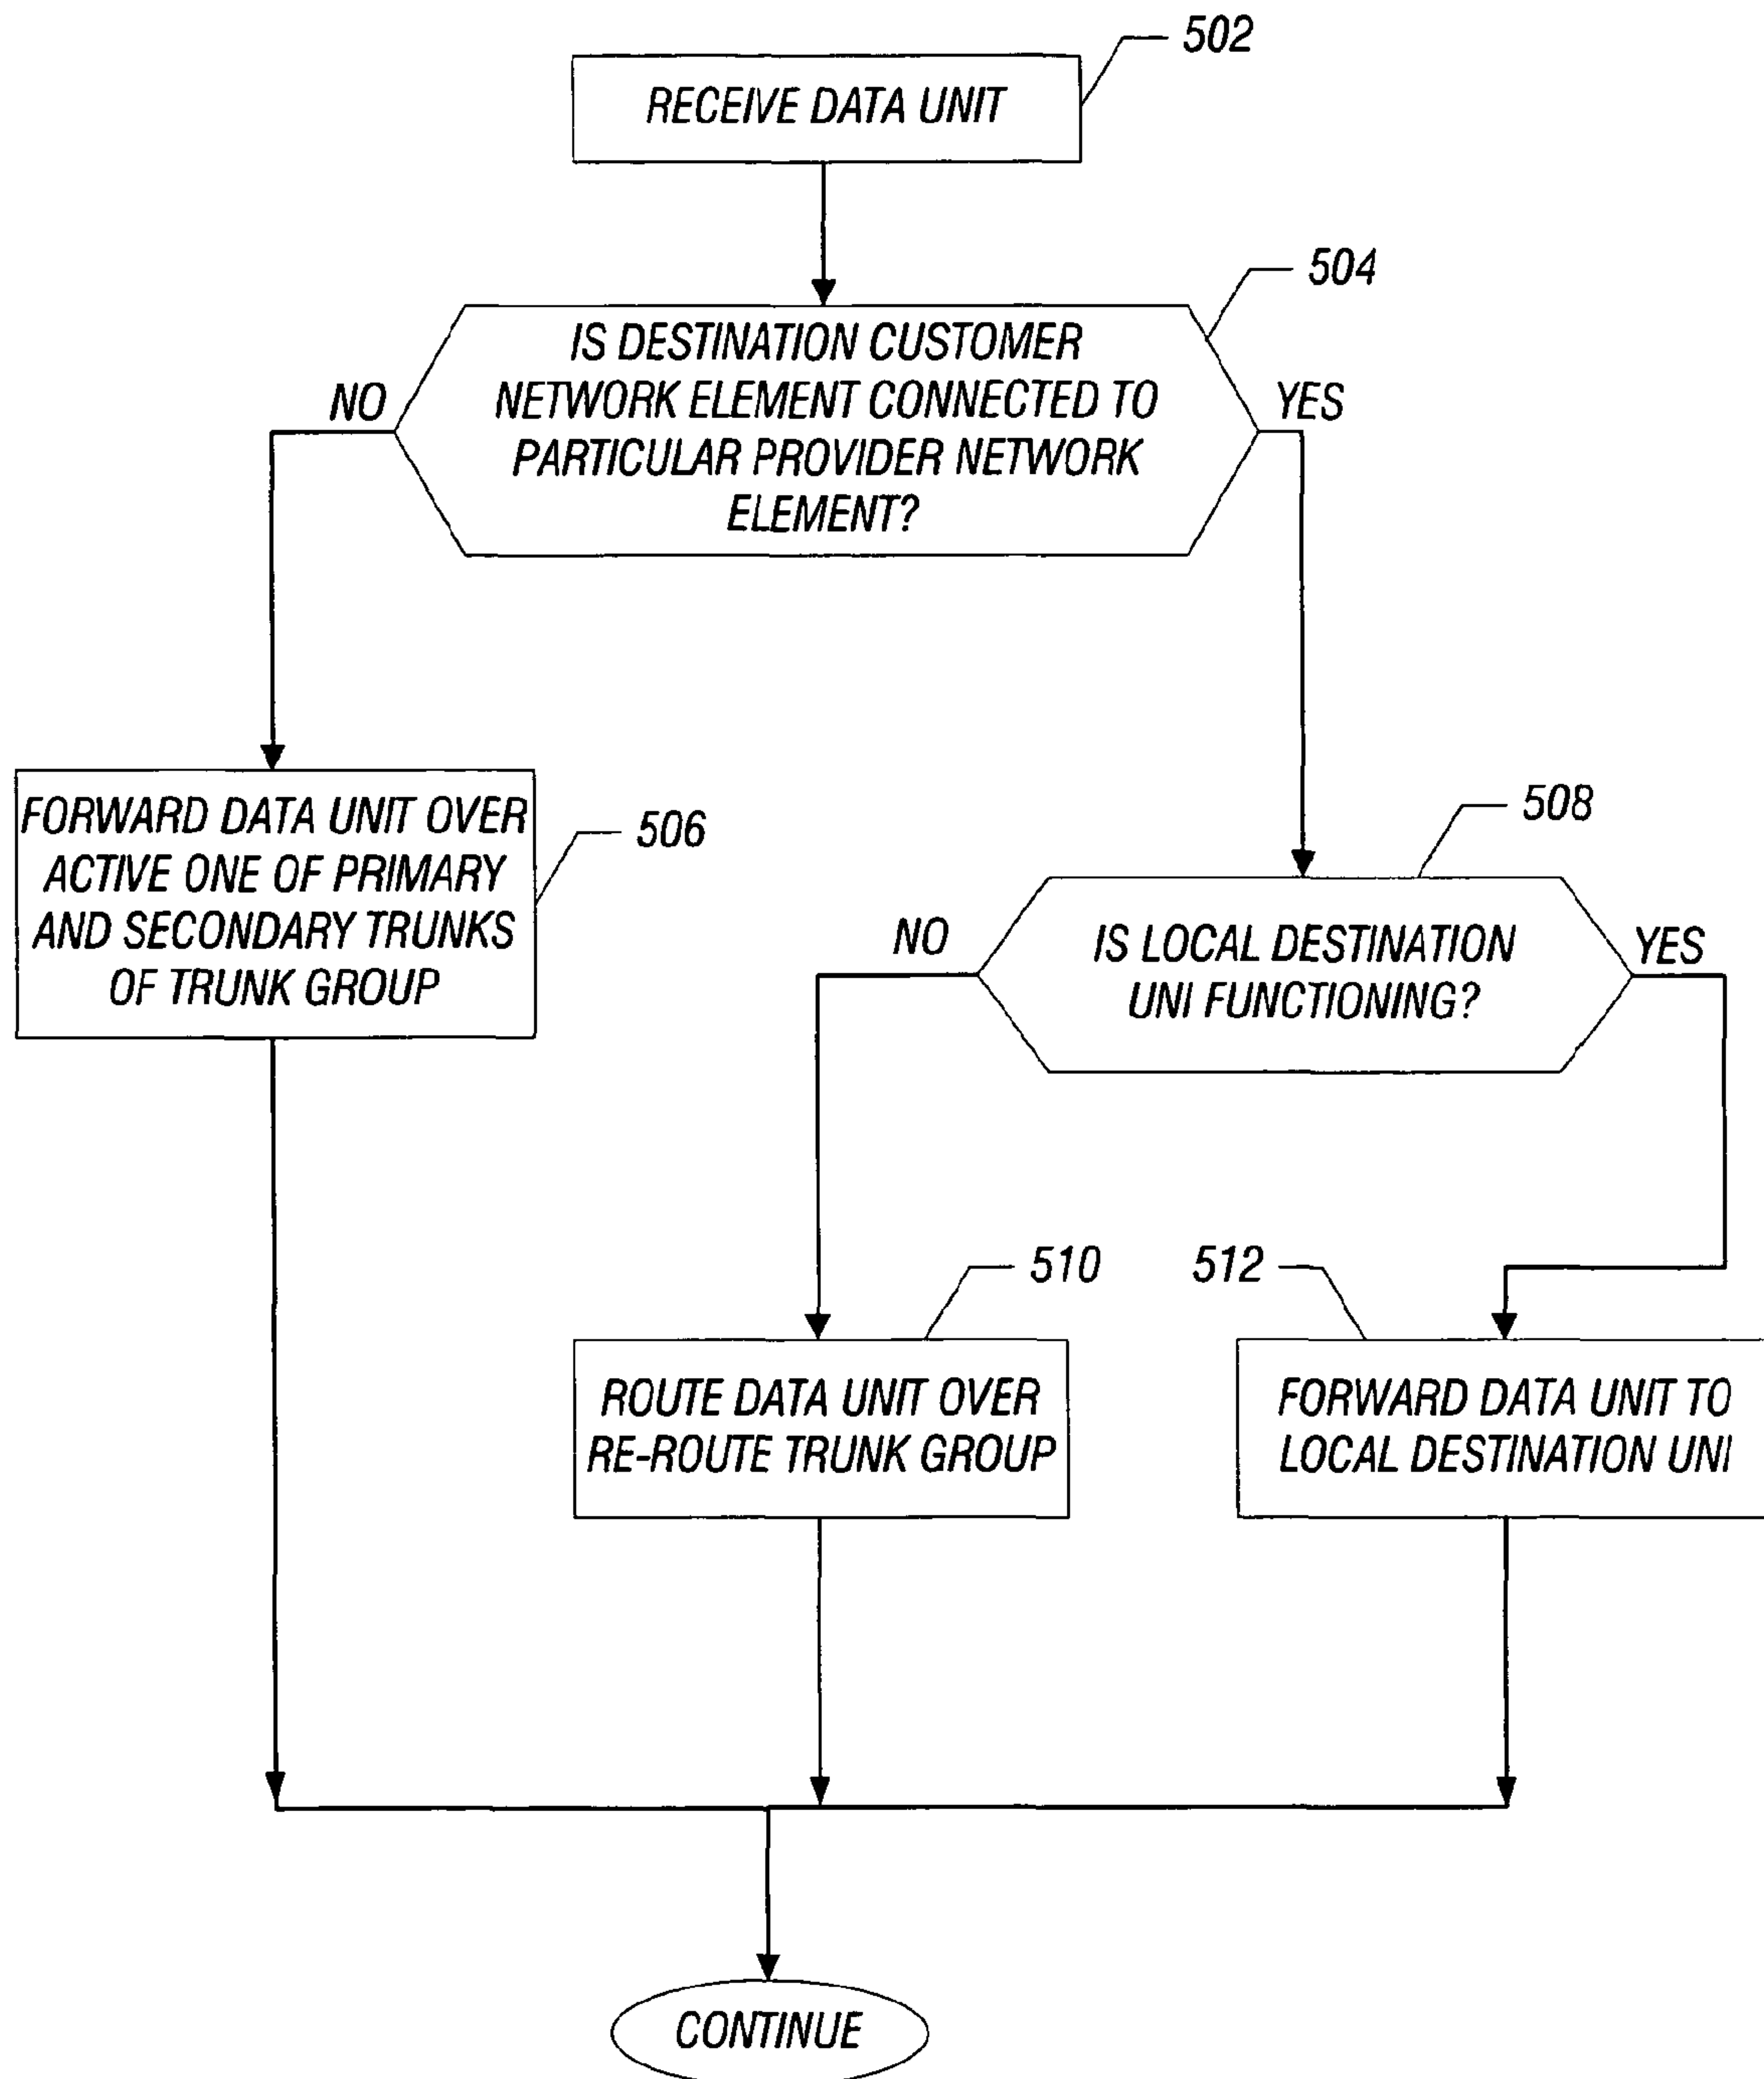 502
RECEIVE DATA UNIT
504
IS DESTINATION CUSTOMER
NETWORK ELEMENT CONNECTED TO
PARTICULAR PROVIDER NETWORK
ELEMENT?
NO
YES
FORWARD DATA UNIT OVER
ACTIVE ONE OF PRIMARY
AND SECONDARY TRUNKS
OF TRUNK GROUP
506
508
IS LOCAL DESTINATION
UNI FUNCTIONING?
NO
YES
510
512
ROUTE DATA UNIT OVER
RE-ROUTE TRUNK GROUP
FORWARD DATA UNIT TO
LOCAL DESTINATION UNI
CONTINUE